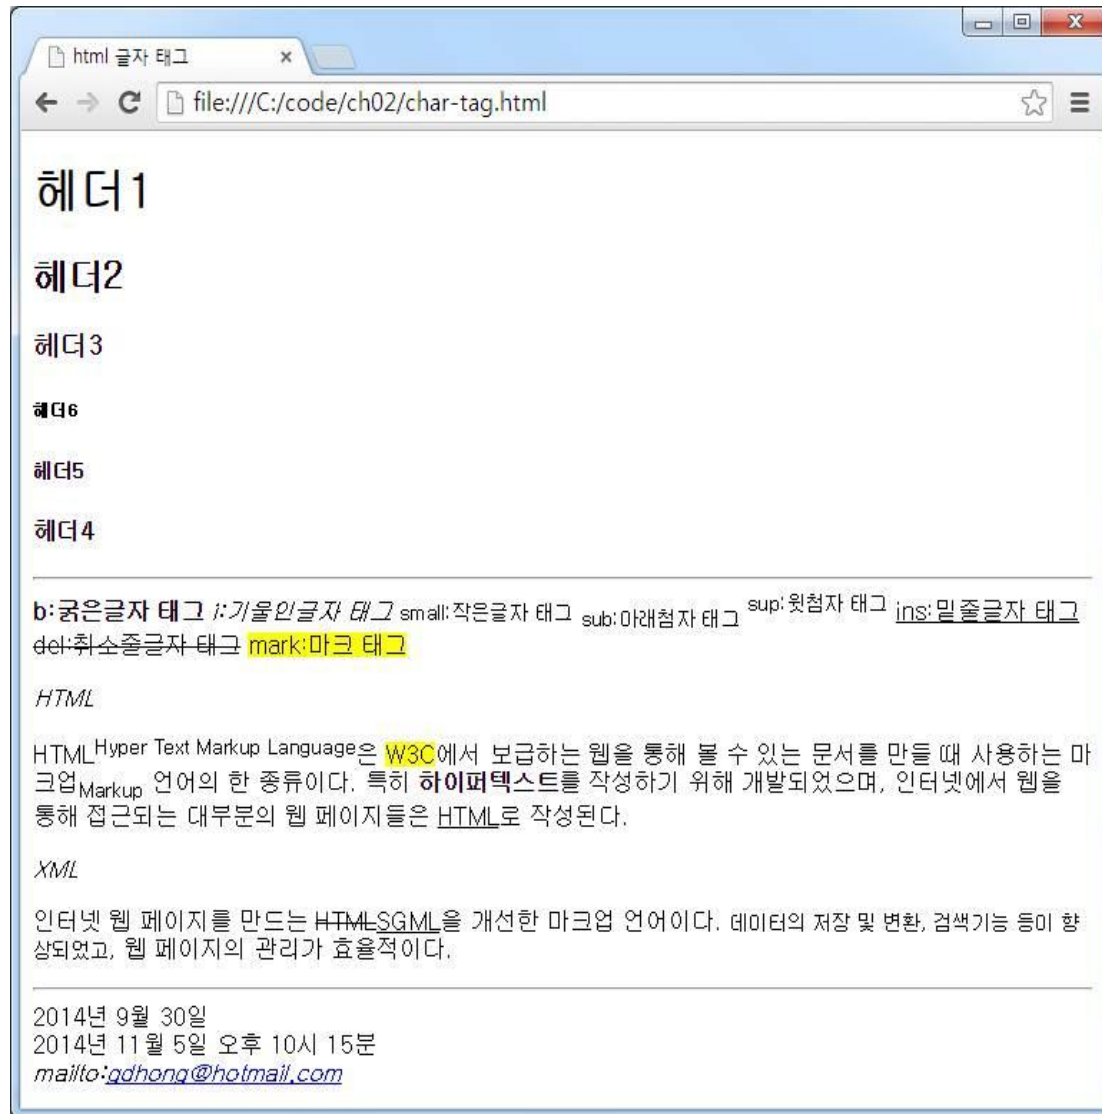 html 글자 태그
file:///C:/code/ch02/char-tag.html
헤더1
헤더2
헤더3
헤더6
헤더5
헤더4
b:굵은글자 태그 i:기울인글자 태그 small:작은글자 태그 sub:아래첨자 태그 sup:윗첨자 태그 ins:밑줄글자 태그
del:취소줄글자 태그 mark:마크 태그
HTML
HTMLHyper Text Markup Language은 W3C에서 보급하는 웹을 통해 볼 수 있는 문서를 만들 때 사용하는 마
크업Markup 언어의 한 종류이다. 특히 하이퍼텍스트를 작성하기 위해 개발되었으며, 인터넷에서 웹을
통해 접근되는 대부분의 웹 페이지들은 HTML로 작성된다.
XML
인터넷 웹 페이지를 만드는 HTMLSGML을 개선한 마크업 언어이다. 데이터의 저장 및 변환, 검색기능 등이 향
상되었고, 웹 페이지의 관리가 효율적이다.
2014년 9월 30일
2014년 11월 5일 오후 10시 15분
mailto:gdhong@hotmail.com